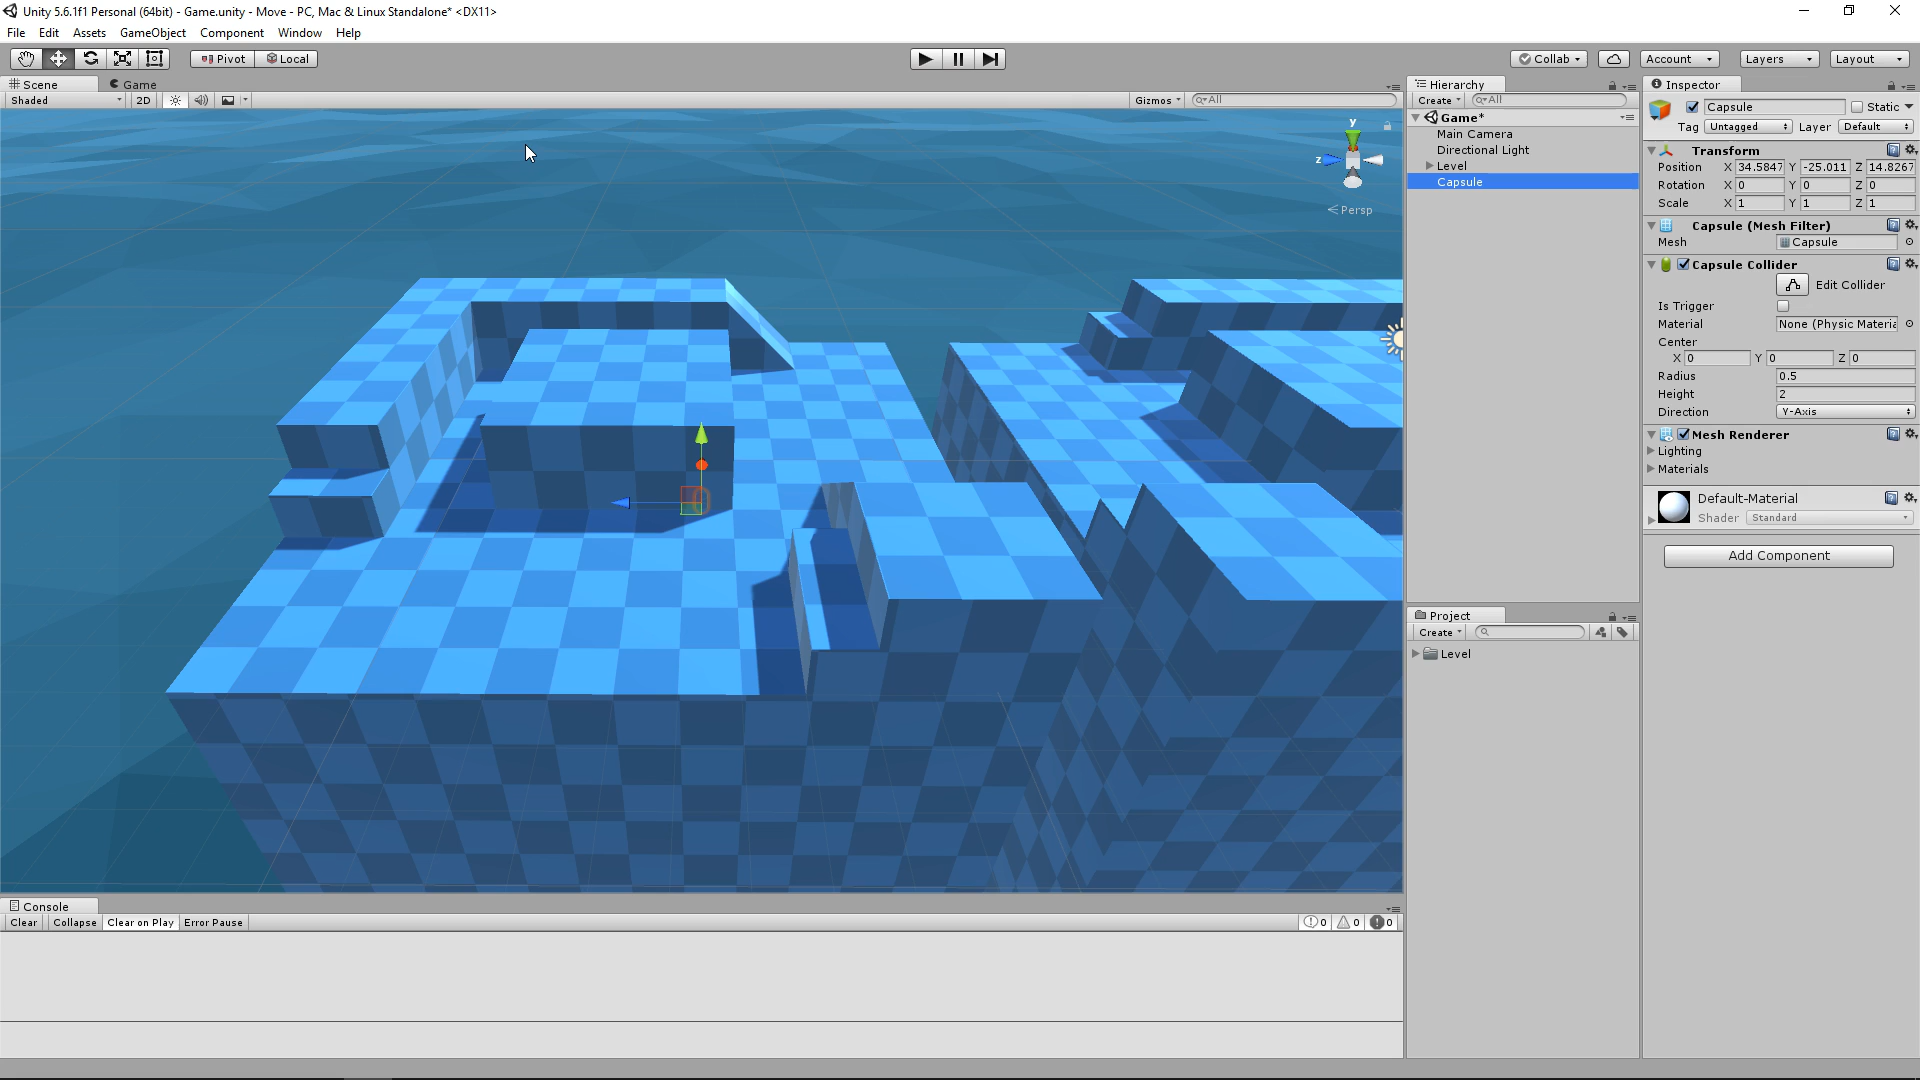 Unity 5.6.1f1 Personal (64bit) - Game.unity - Move - PC, Mac & Linux Standalone* <DX11>
File Edit Assets GameObject Component Window Help
Pivot Local Collab Account Layers Layout
Scene Game
Shaded 2D Gizmos All
y
z
Persp
Hierarchy
Create All
Game*
Main Camera
Directional Light
Level
Capsule
Project
Create
Level
Inspector
Capsule Static
Tag Untagged Layer Default
Transform
Position X 34.5847 Y -25.011 Z 14.8267
Rotation X 0 Y 0 Z 0
Scale X 1 Y 1 Z 1
Capsule (Mesh Filter)
Mesh Capsule
Capsule Collider
Edit Collider
Is Trigger
Material None (Physic Materia
Center
X 0 Y 0 Z 0
Radius 0.5
Height 2
Direction Y-Axis
Mesh Renderer
Lighting
Materials
Default-Material
Shader Standard
Add Component
Console
Clear Collapse Clear on Play Error Pause 0 0 0